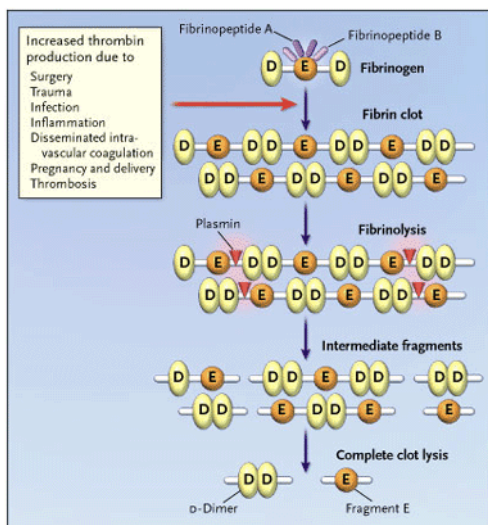 Increased thrombin
production due to
Surgery
Trauma
Infection
Inflammation
Disseminated intra-
vascular coagulation
Pregnancy and delivery
Thrombosis
Fibrinopeptide A
Fibrinopeptide B
D E D
Fibrinogen
Fibrin clot
D E D D E D D E D D
D D E D D E D D E
Plasmin
Fibrinolysis
D E D D E D D E D D
D D E D D E D D E
Intermediate fragments
D E D D E D D D D
D D E D D E E
Complete clot lysis
D D E
D-Dimer
Fragment E